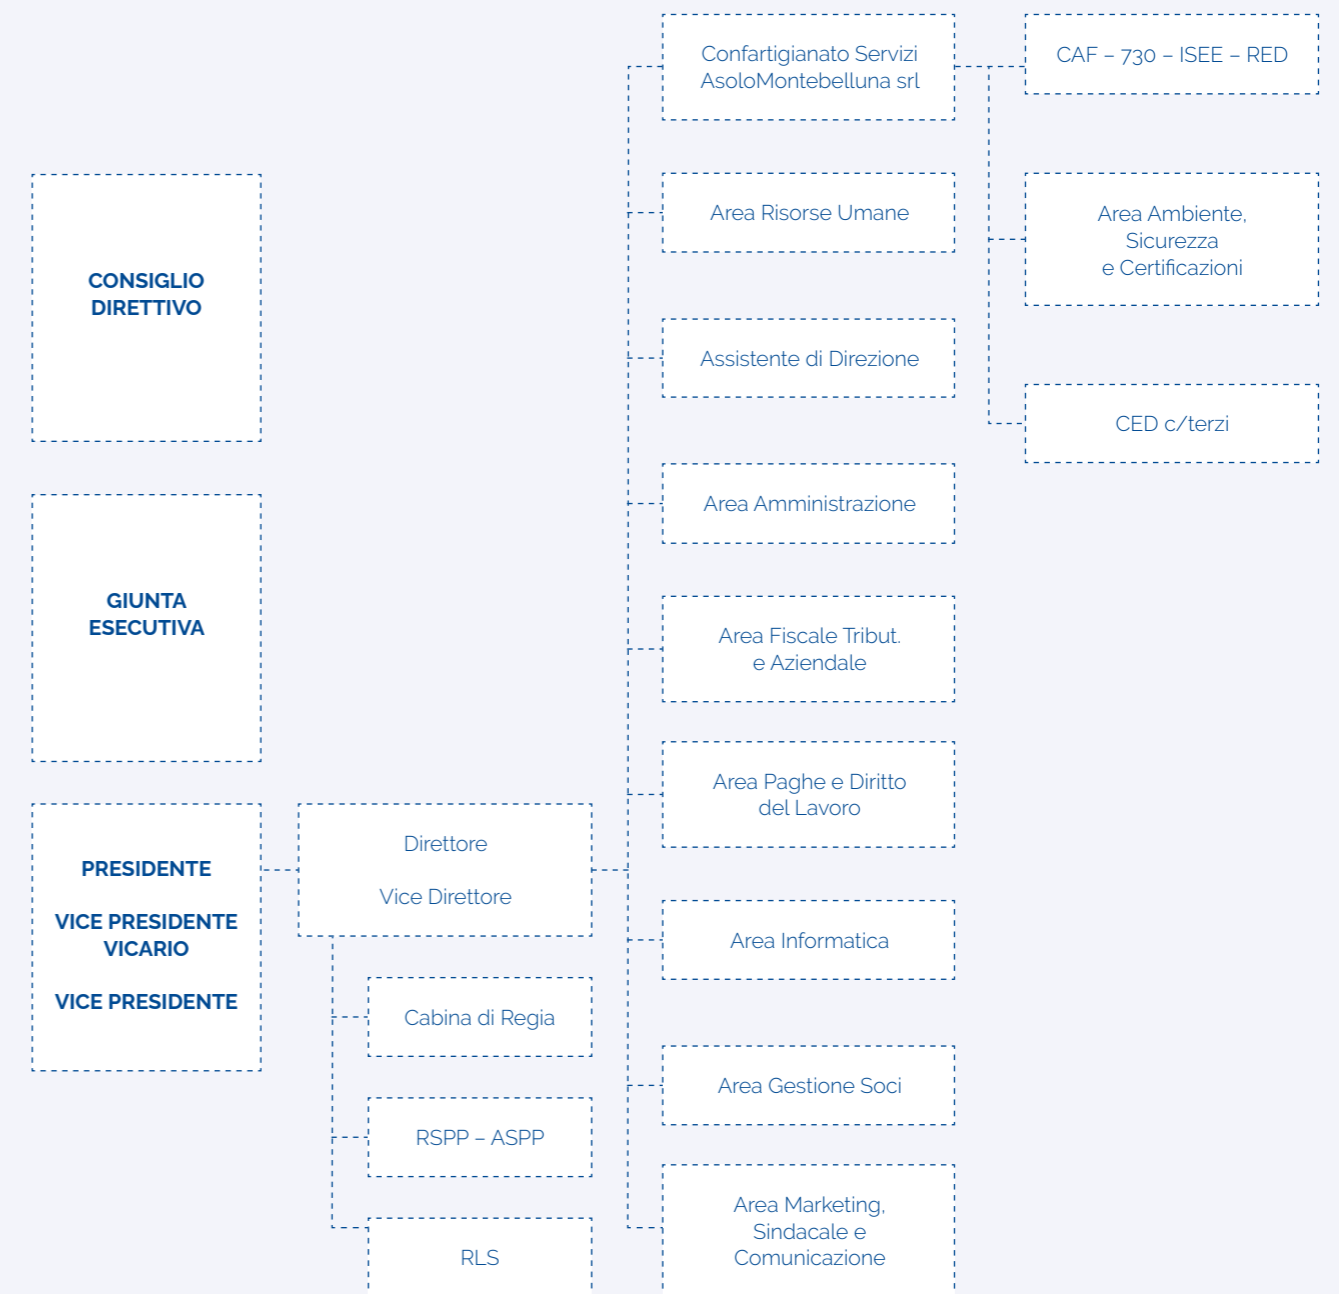 CONSIGLIO
DIRETTIVO
GIUNTA
ESECUTIVA
PRESIDENTE
VICE PRESIDENTE
VICARIO
VICE PRESIDENTE
Direttore
Vice Direttore
Cabina di Regia
RSPP – ASPP
RLS
Confartigianato Servizi
AsoloMontebelluna srl
Area Risorse Umane
Assistente di Direzione
Area Amministrazione
Area Fiscale Tribut.
e Aziendale
Area Paghe e Diritto
del Lavoro
Area Informatica
Area Gestione Soci
Area Marketing,
Sindacale e
Comunicazione
CAF – 730 – ISEE – RED
Area Ambiente,
Sicurezza
e Certificazioni
CED c/terzi